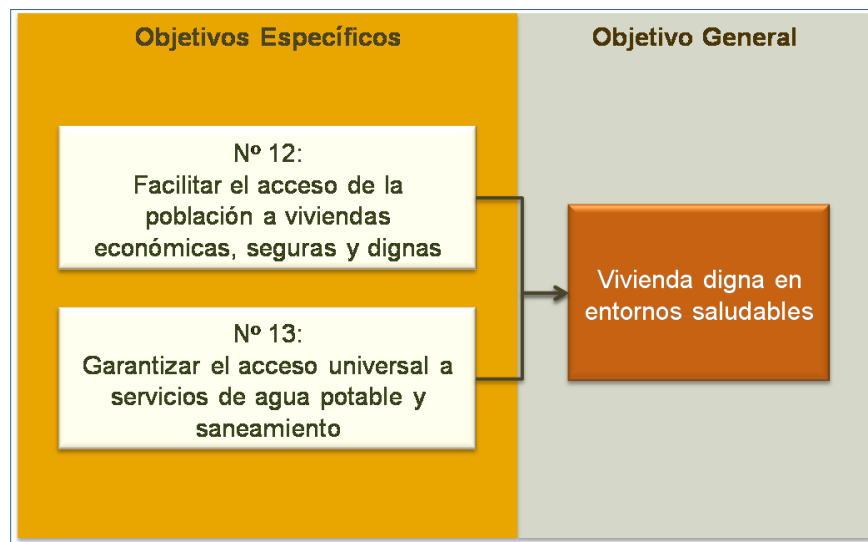 Objetivos Específicos
Objetivo General
Nº 12:
Facilitar el acceso de la
población a viviendas
económicas, seguras y dignas
Nº 13:
Garantizar el acceso universal a
servicios de agua potable y
saneamiento
Vivienda digna en
entornos saludables